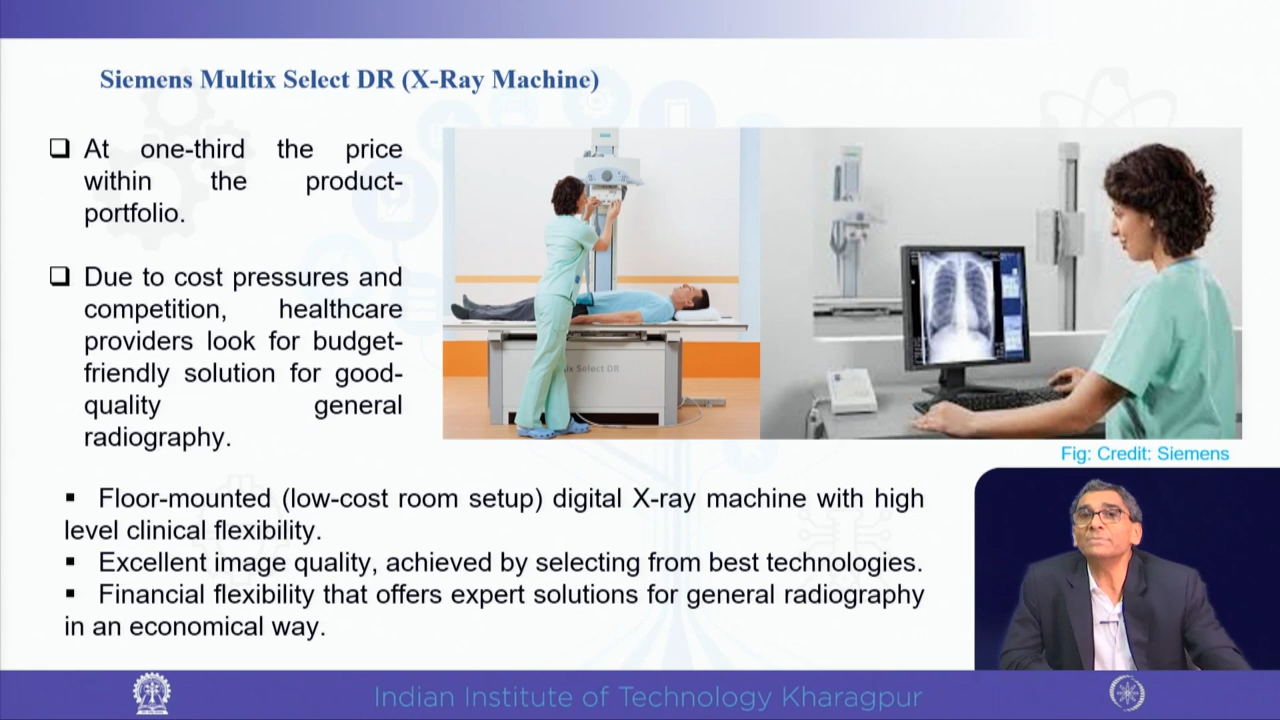 Siemens Multix Select DR (X-Ray Machine)
❑ At one-third the price
within the product-
portfolio.
❑ Due to cost pressures and
competition, healthcare
providers look for budget-
friendly solution for good-
quality general
radiography.
ix Select DR
Fig: Credit: Siemens
▪ Floor-mounted (low-cost room setup) digital X-ray machine with high
level clinical flexibility.
▪ Excellent image quality, achieved by selecting from best technologies.
▪ Financial flexibility that offers expert solutions for general radiography
in an economical way.
Indian Institute of Technology Kharagpur